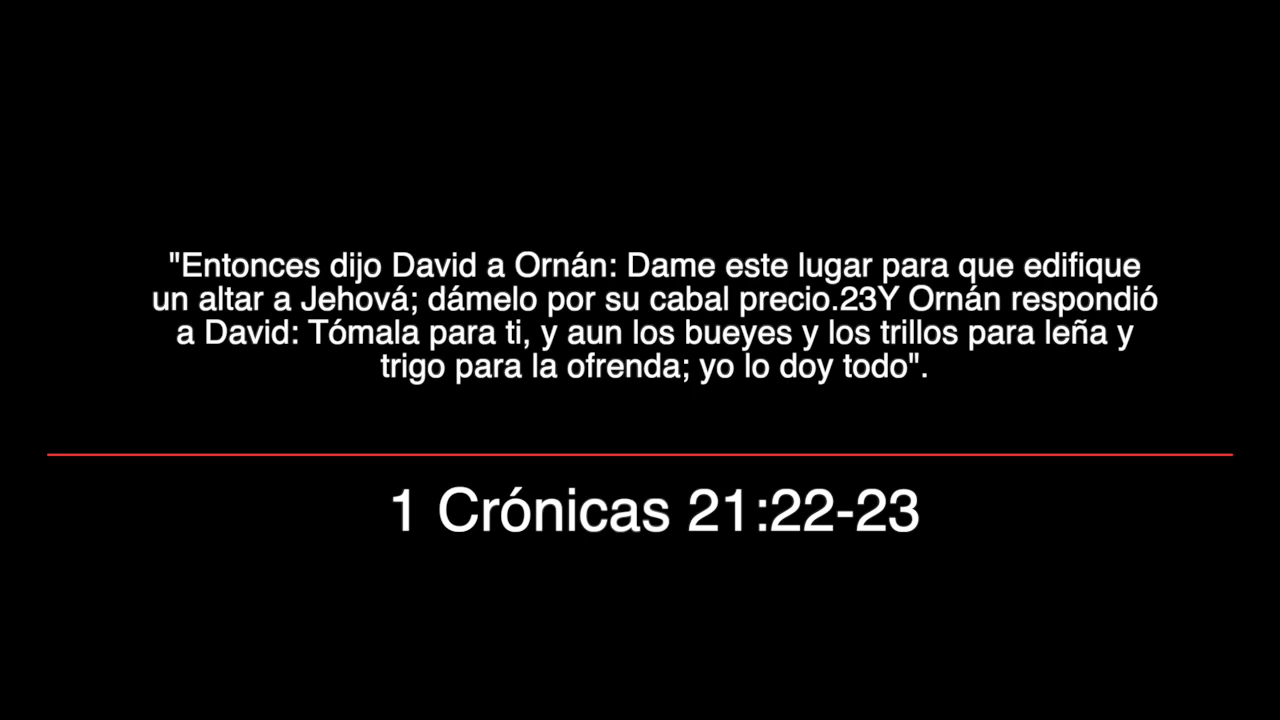 "Entonces dijo David a Ornán: Dame este lugar para que edifique
un altar a Jehová; dámelo por su cabal precio.23Y Ornán respondió
a David: Tómala para ti, y aun los bueyes y los trillos para leña y
trigo para la ofrenda; yo lo doy todo".
1 Crónicas 21:22-23